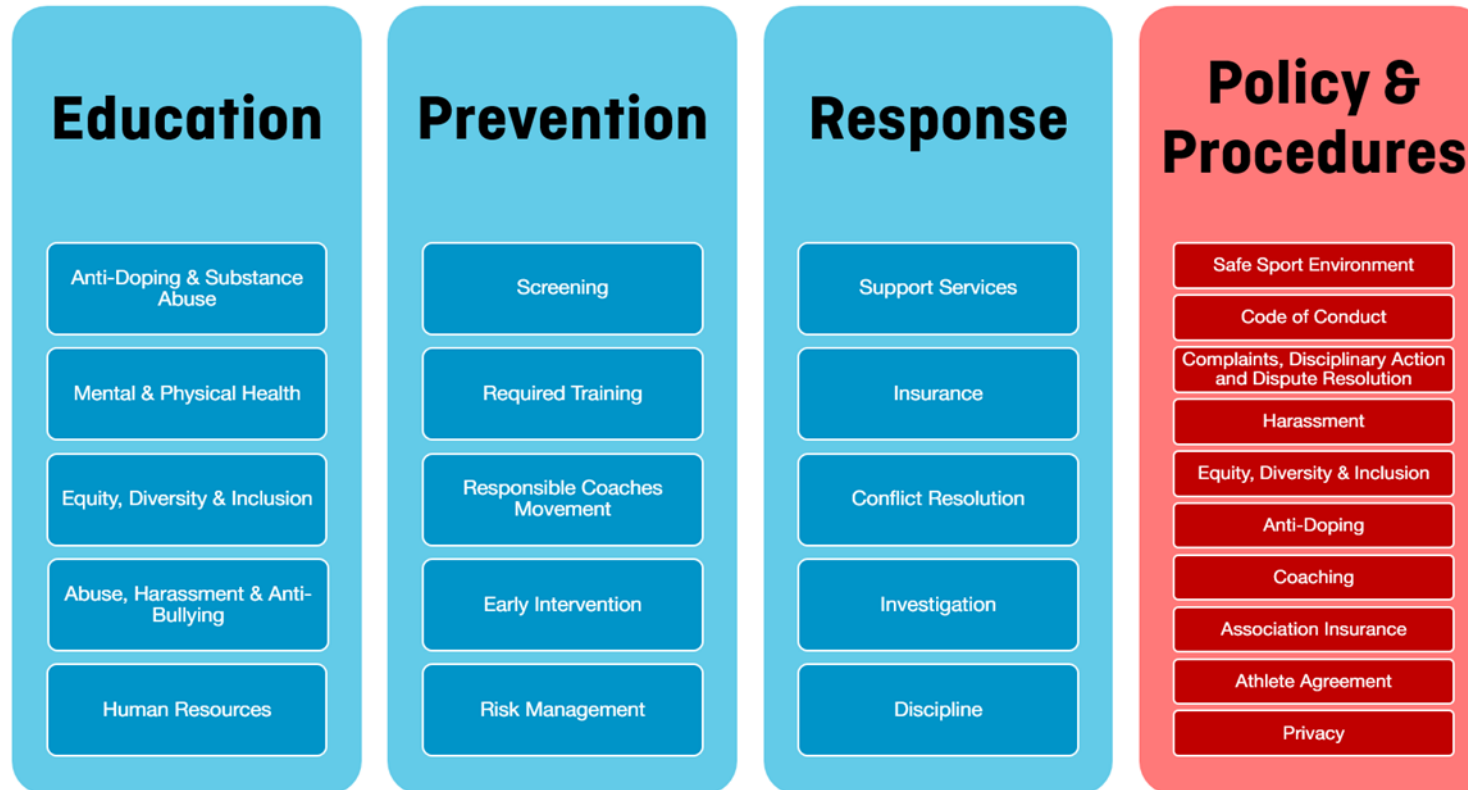 Education
Anti-Doping & Substance
Abuse
Mental & Physical Health
Equity, Diversity & Inclusion
Abuse, Harassment & Anti-
Bullying
Human Resources
Prevention
Screening
Required Training
Responsible Coaches
Movement
Early Intervention
Risk Management
Response
Support Services
Insurance
Conflict Resolution
Investigation
Discipline
Policy &
Procedures
Safe Sport Environment
Code of Conduct
Complaints, Disciplinary Action
and Dispute Resolution
Harassment
Equity, Diversity & Inclusion
Anti-Doping
Coaching
Association Insurance
Athlete Agreement
Privacy